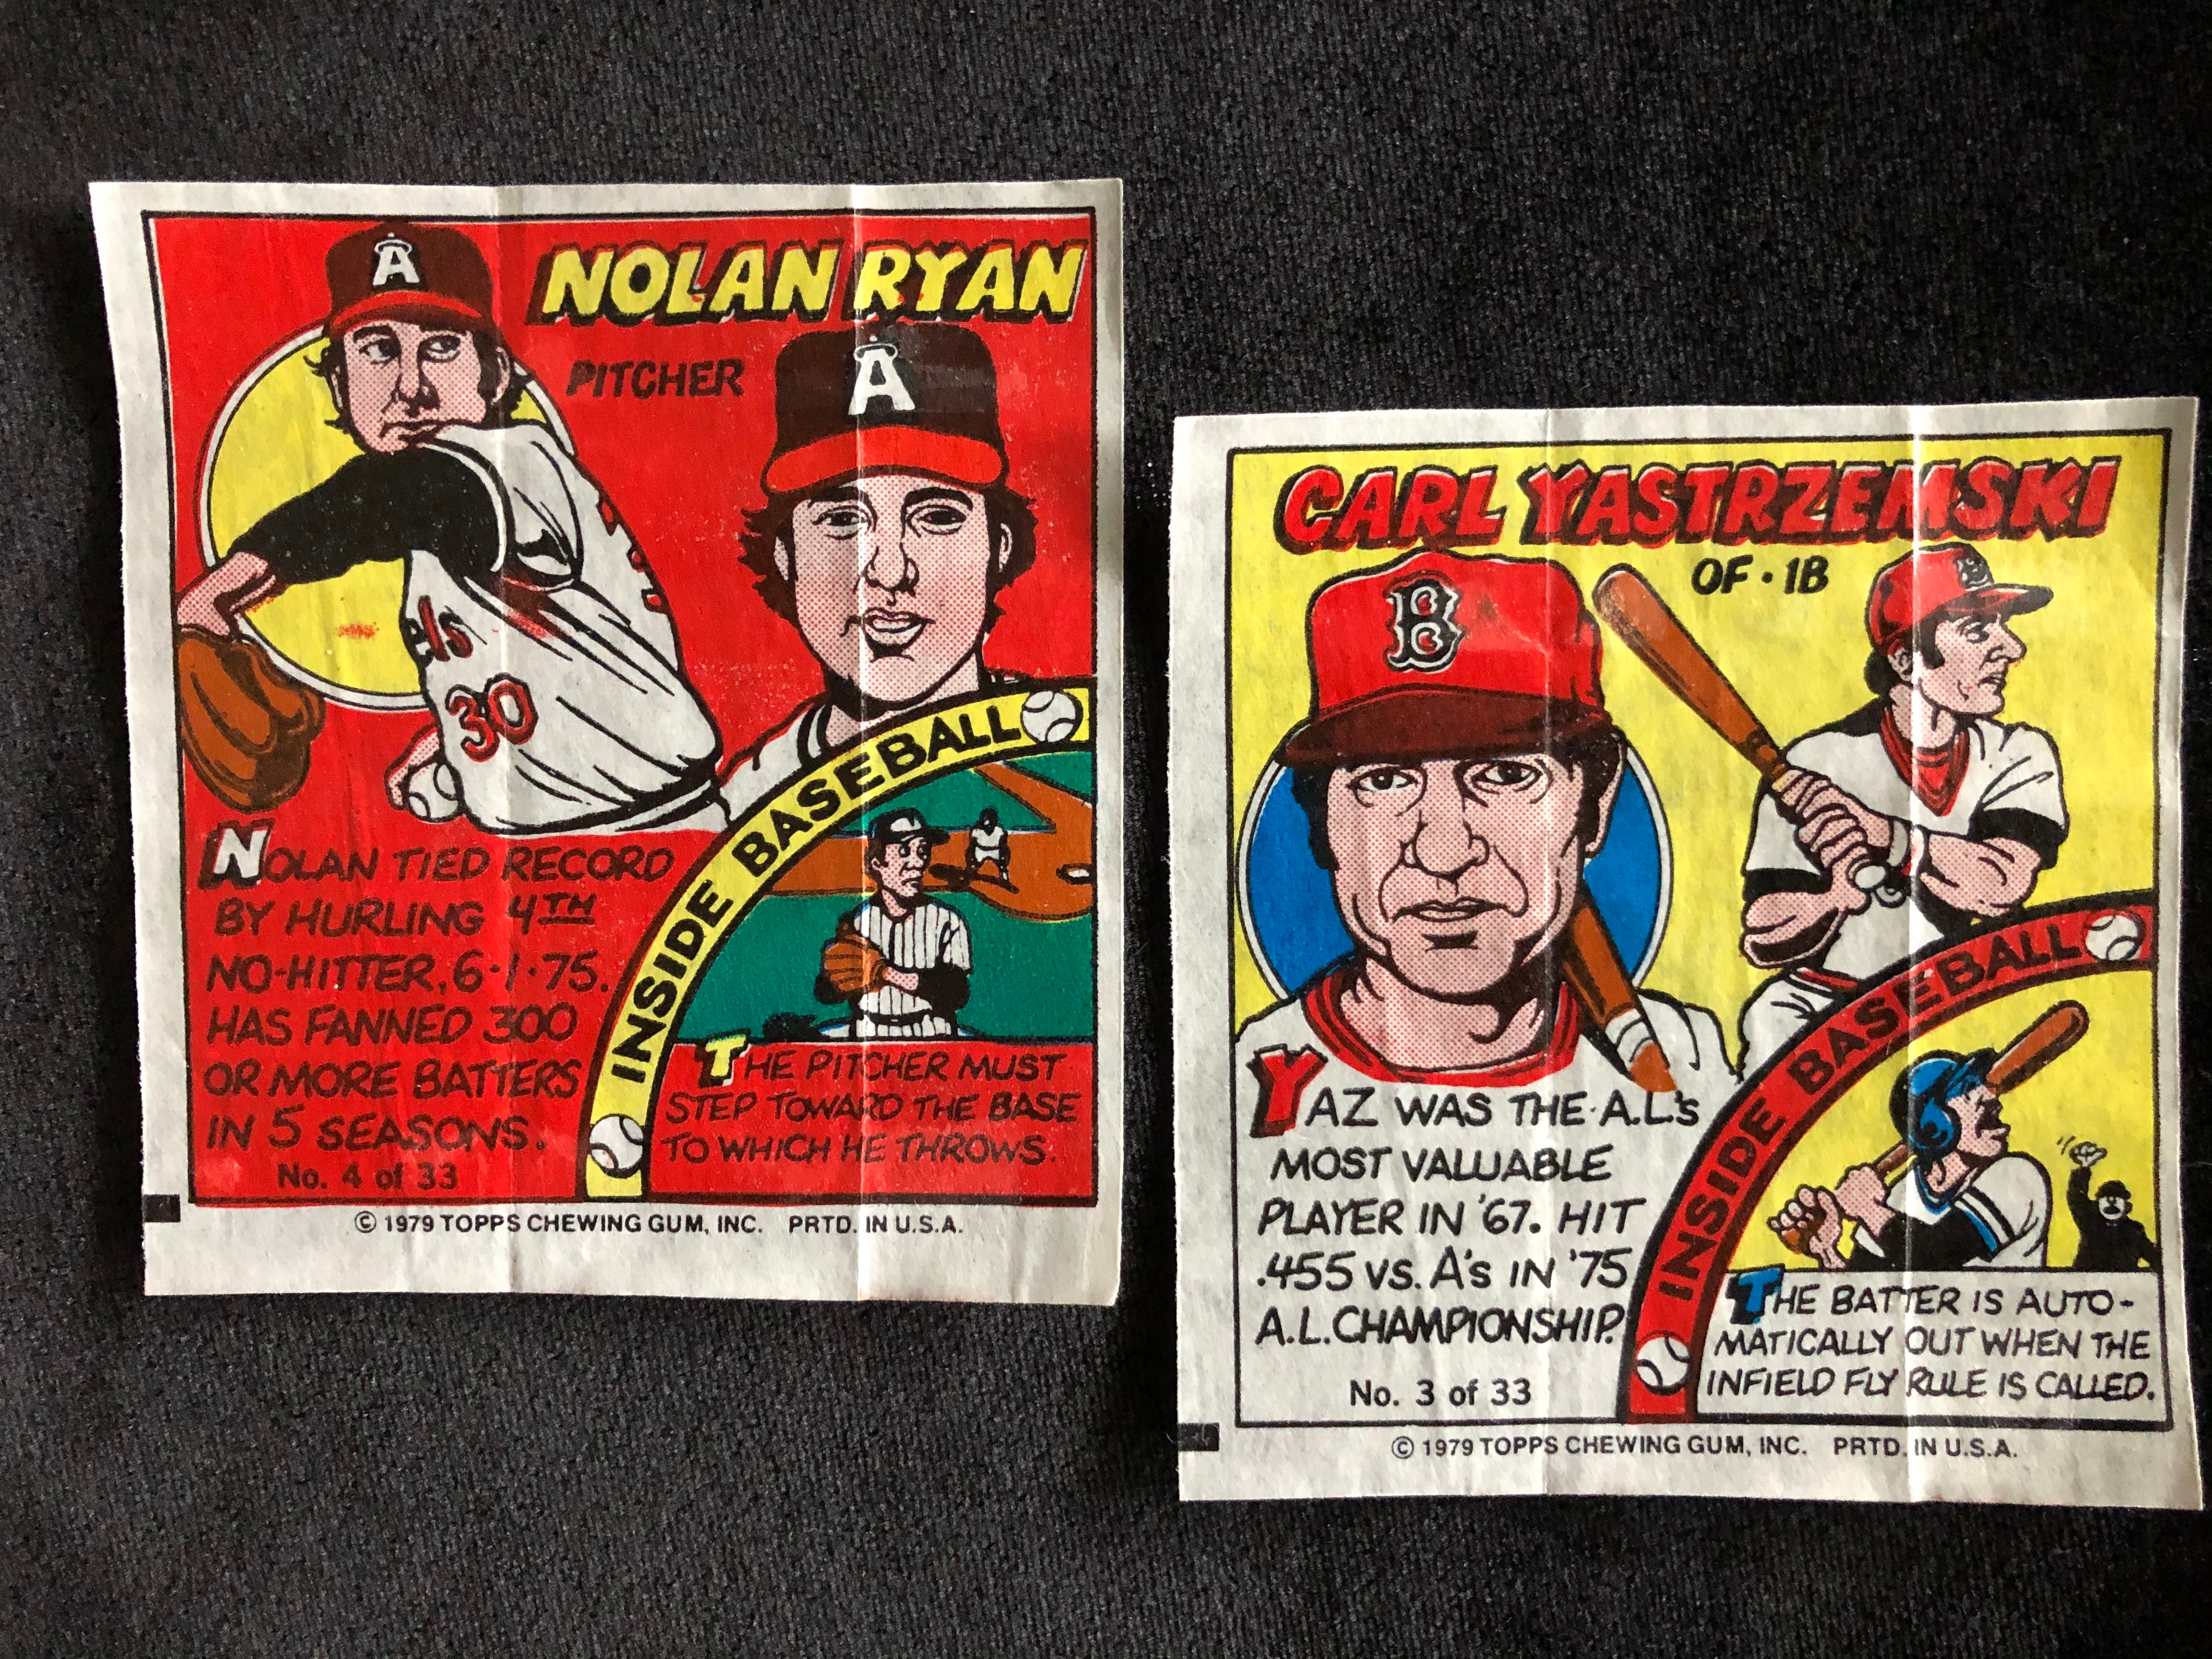 A
NOLAN RYAN
PITCHER
A
els
30
INSIDE BASEBALL
NOLAN TIED RECORD
BY HURLING 4TH
NO-HITTER, 6·1·75.
HAS FANNED 300
OR MORE BATTERS
IN 5 SEASONS.
No. 4 of 33
THE PITCHER MUST
STEP TOWARD THE BASE
TO WHICH HE THROWS.
© 1979 TOPPS CHEWING GUM, INC. PRTD. IN U.S.A.
CARL YASTRZEMSKI
OF · 1B
B
B
INSIDE BASEBALL
YAZ WAS THE A.L.'s
MOST VALUABLE
PLAYER IN '67. HIT
.455 VS. A's IN '75
A.L. CHAMPIONSHIP.
No. 3 of 33
THE BATTER IS AUTO-
MATICALLY OUT WHEN THE
INFIELD FLY RULE IS CALLED.
© 1979 TOPPS CHEWING GUM, INC. PRTD. IN U.S.A.